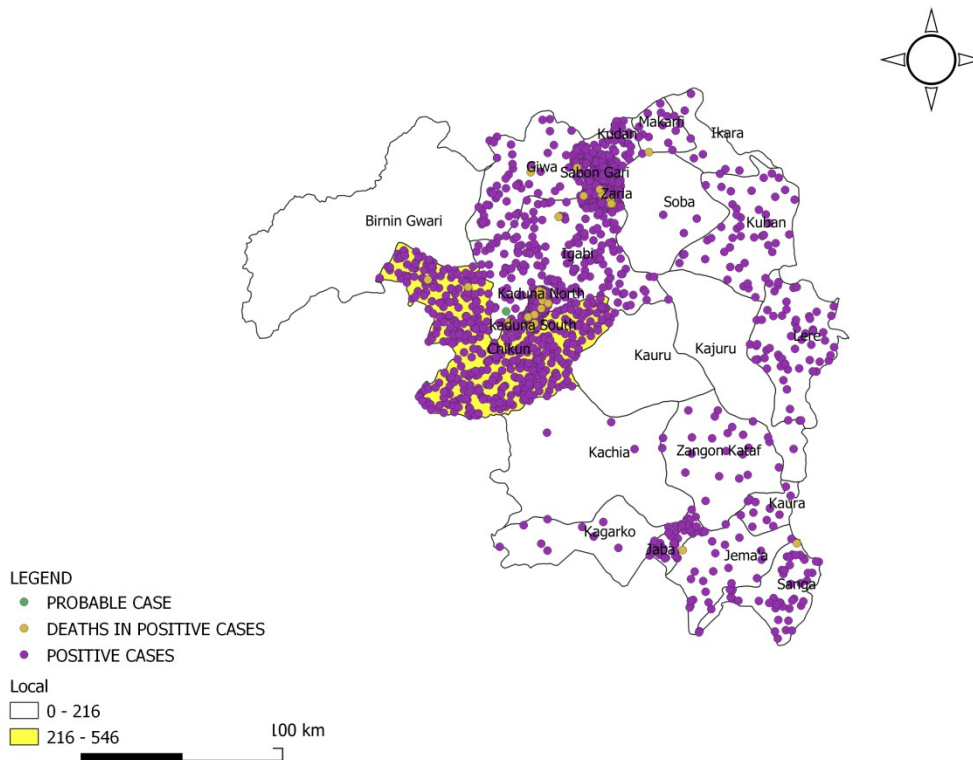 Makarfi
Ikara
Kudan
Giwa
Sabon Gari
Zaria
Soba
Birnin Gwari
Kuban
Igabi
Kaduna North
kaduna South
Chikun
Lere
Kauru
Kajuru
Kachia
Zangon Kataf
Kaura
Kagarko
Jaba
Jema'a
Sanga
LEGEND
PROBABLE CASE
DEATHS IN POSITIVE CASES
POSITIVE CASES
Local
0 - 216
216 - 546
100 km